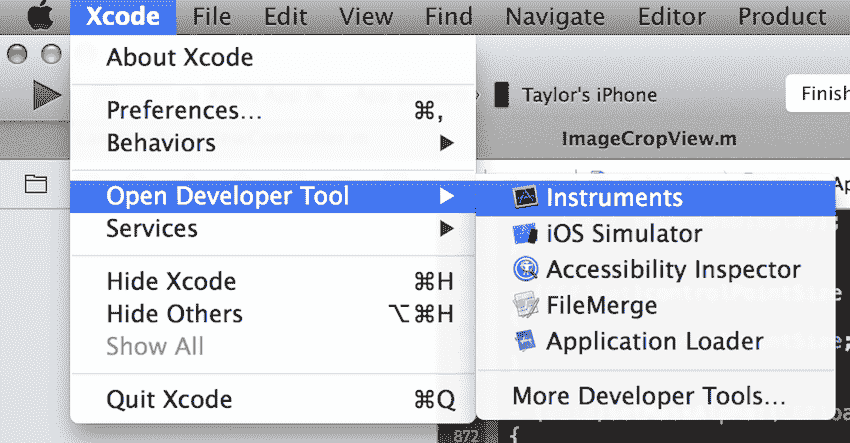 Xcode File Edit View Find Navigate Editor Product
About Xcode
Taylor's iPhone
Finish
Preferences... ⌘,
Behaviors
ImageCropView.m
Open Developer Tool
Instruments
Services
iOS Simulator
Accessibility Inspector
Hide Xcode ⌘H
FileMerge
Hide Others ⌥⌘H
Application Loader
Show All
More Developer Tools...
Quit Xcode ⌘Q
872
{